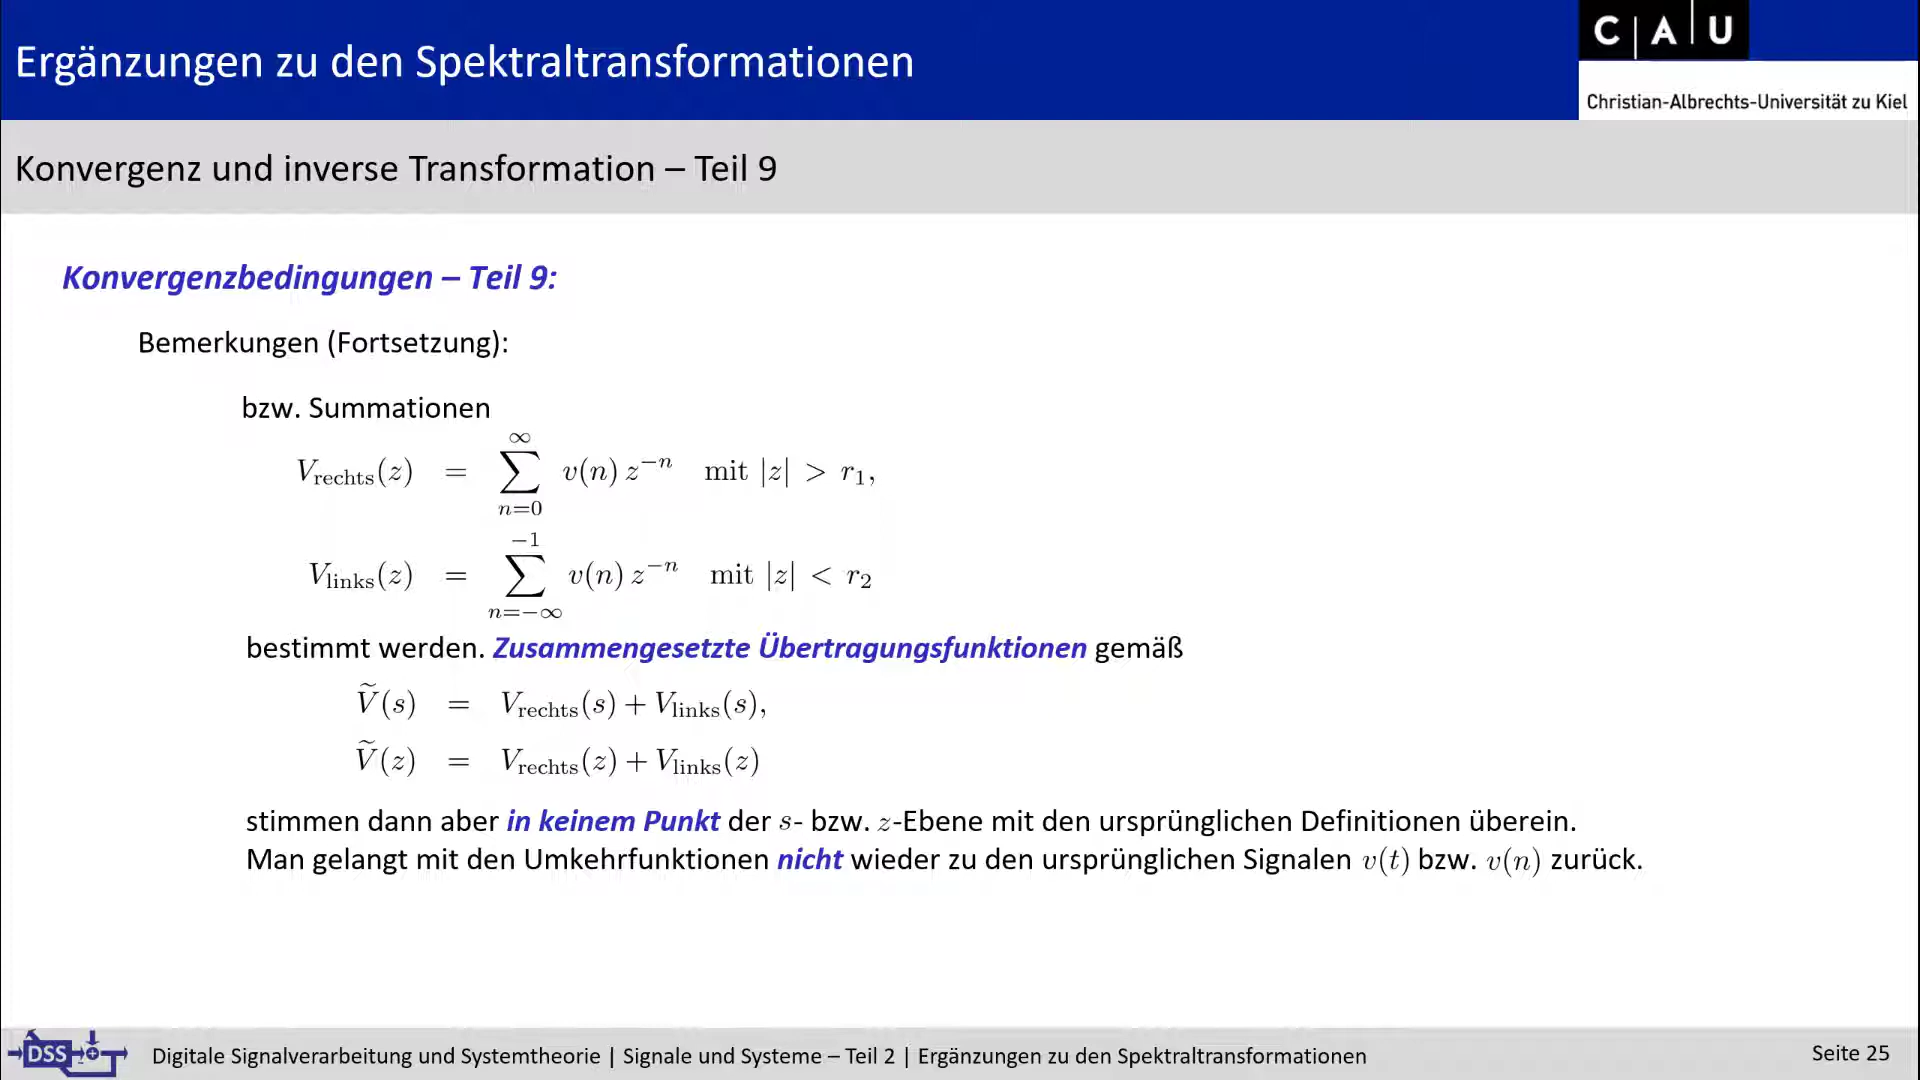 Ergänzungen zu den Spektraltransformationen
C A U
Christian-Albrechts-Universität zu Kiel
Konvergenz und inverse Transformation – Teil 9
Konvergenzbedingungen – Teil 9:
Bemerkungen (Fortsetzung):
bzw. Summationen
V_rechts(z) = ∑_{n=0}^{∞} v(n) z^{−n} mit |z| > r_1,
V_links(z) = ∑_{n=−∞}^{−1} v(n) z^{−n} mit |z| < r_2
bestimmt werden. Zusammengesetzte Übertragungsfunktionen gemäß
Ṽ(s) = V_rechts(s) + V_links(s),
Ṽ(z) = V_rechts(z) + V_links(z)
stimmen dann aber in keinem Punkt der s- bzw. z-Ebene mit den ursprünglichen Definitionen überein.
Man gelangt mit den Umkehrfunktionen nicht wieder zu den ursprünglichen Signalen v(t) bzw. v(n) zurück.
DSS
Digitale Signalverarbeitung und Systemtheorie | Signale und Systeme – Teil 2 | Ergänzungen zu den Spektraltransformationen
Seite 25